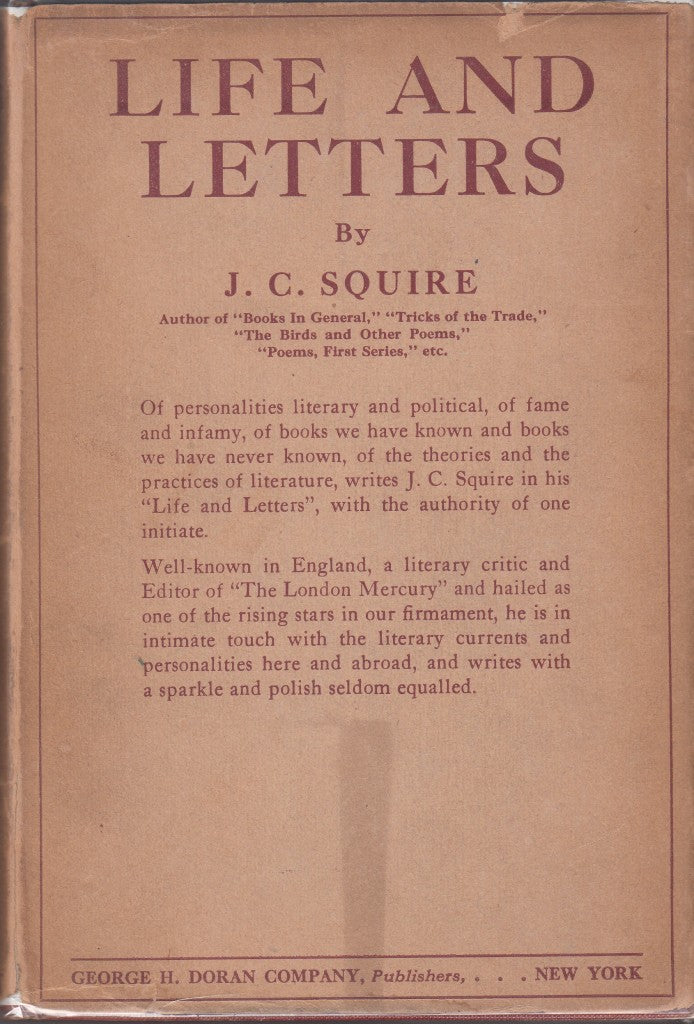 LIFE AND
LETTERS
By
J. C. SQUIRE
Author of "Books In General," "Tricks of the Trade,"
"The Birds and Other Poems,"
"Poems, First Series," etc.
Of personalities literary and political, of fame
and infamy, of books we have known and books
we have never known, of the theories and the
practices of literature, writes J. C. Squire in his
"Life and Letters", with the authority of one
initiate.
Well-known in England, a literary critic and
Editor of "The London Mercury" and hailed as
one of the rising stars in our firmament, he is in
intimate touch with the literary currents and
personalities here and abroad, and writes with
a sparkle and polish seldom equalled.
GEORGE H. DORAN COMPANY, Publishers, . . . NEW YORK